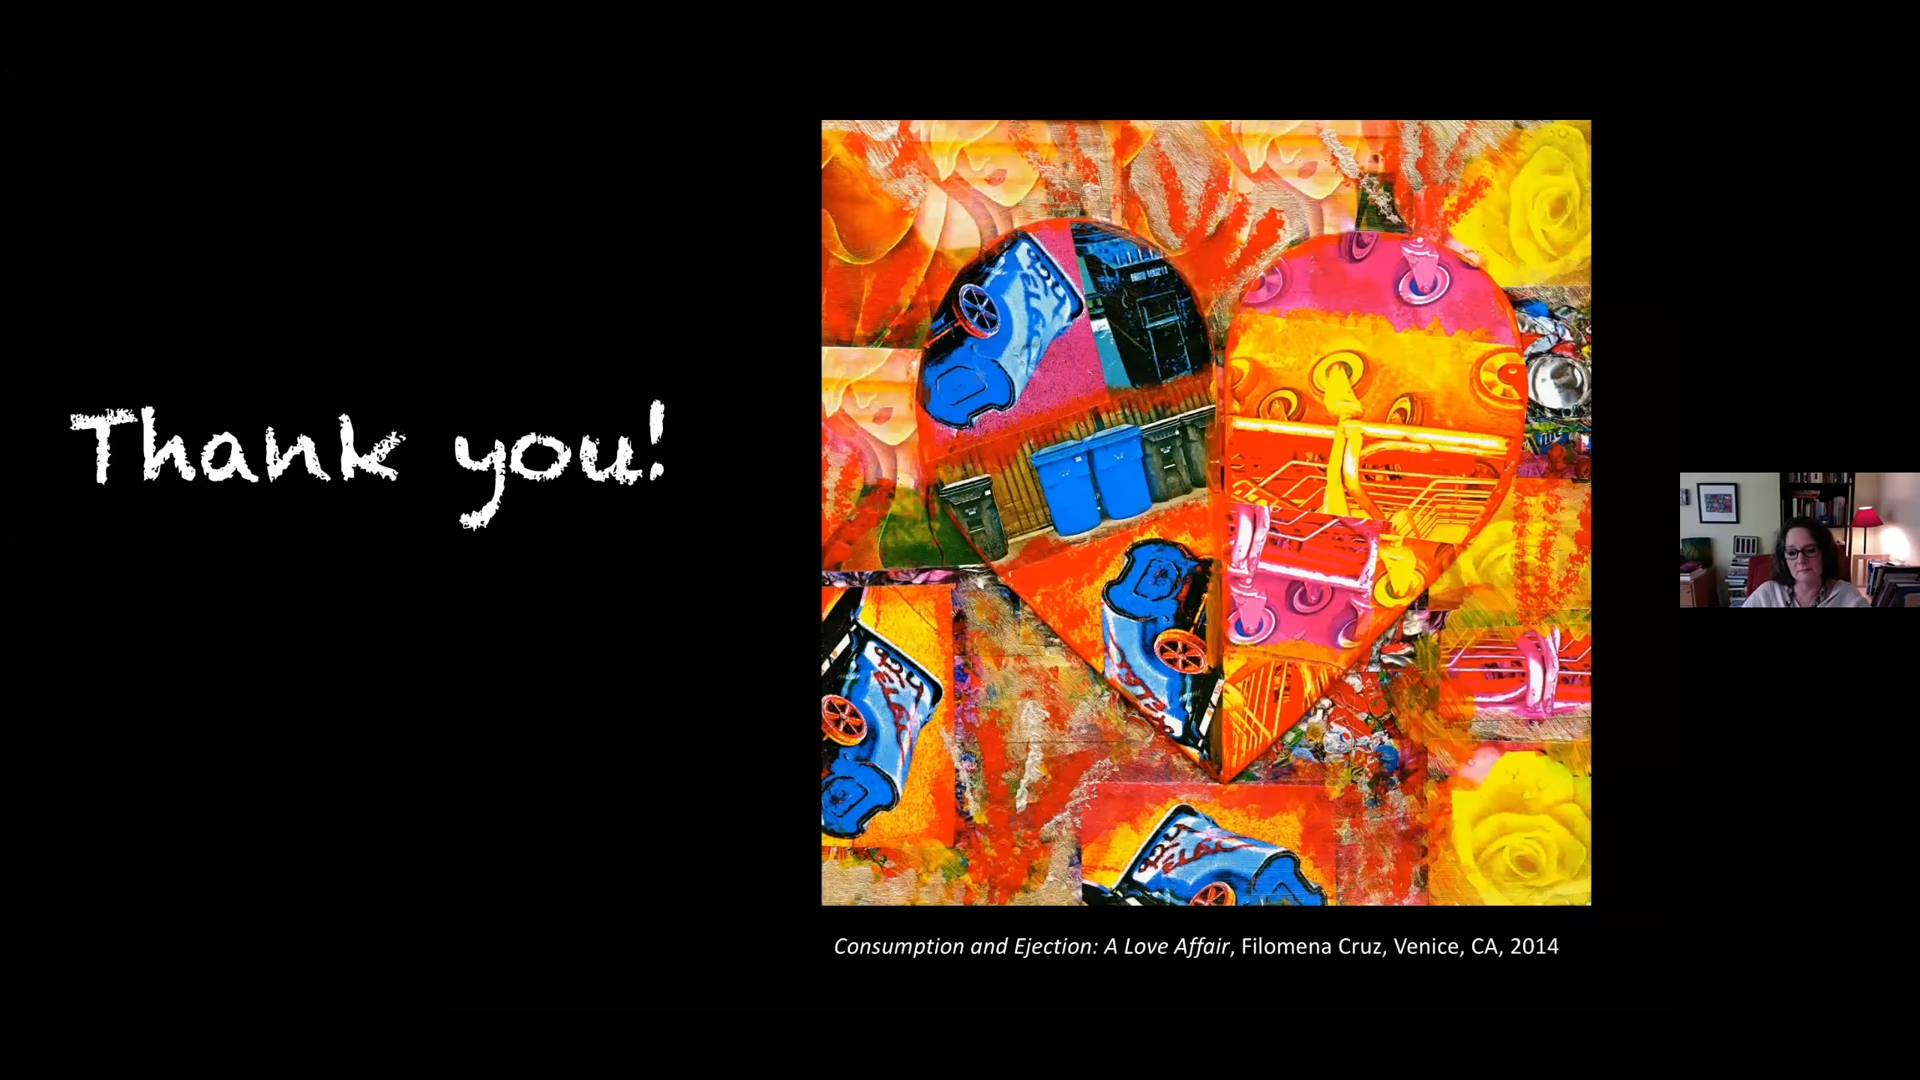 Thank you!
Consumption and Ejection: A Love Affair, Filomena Cruz, Venice, CA, 2014